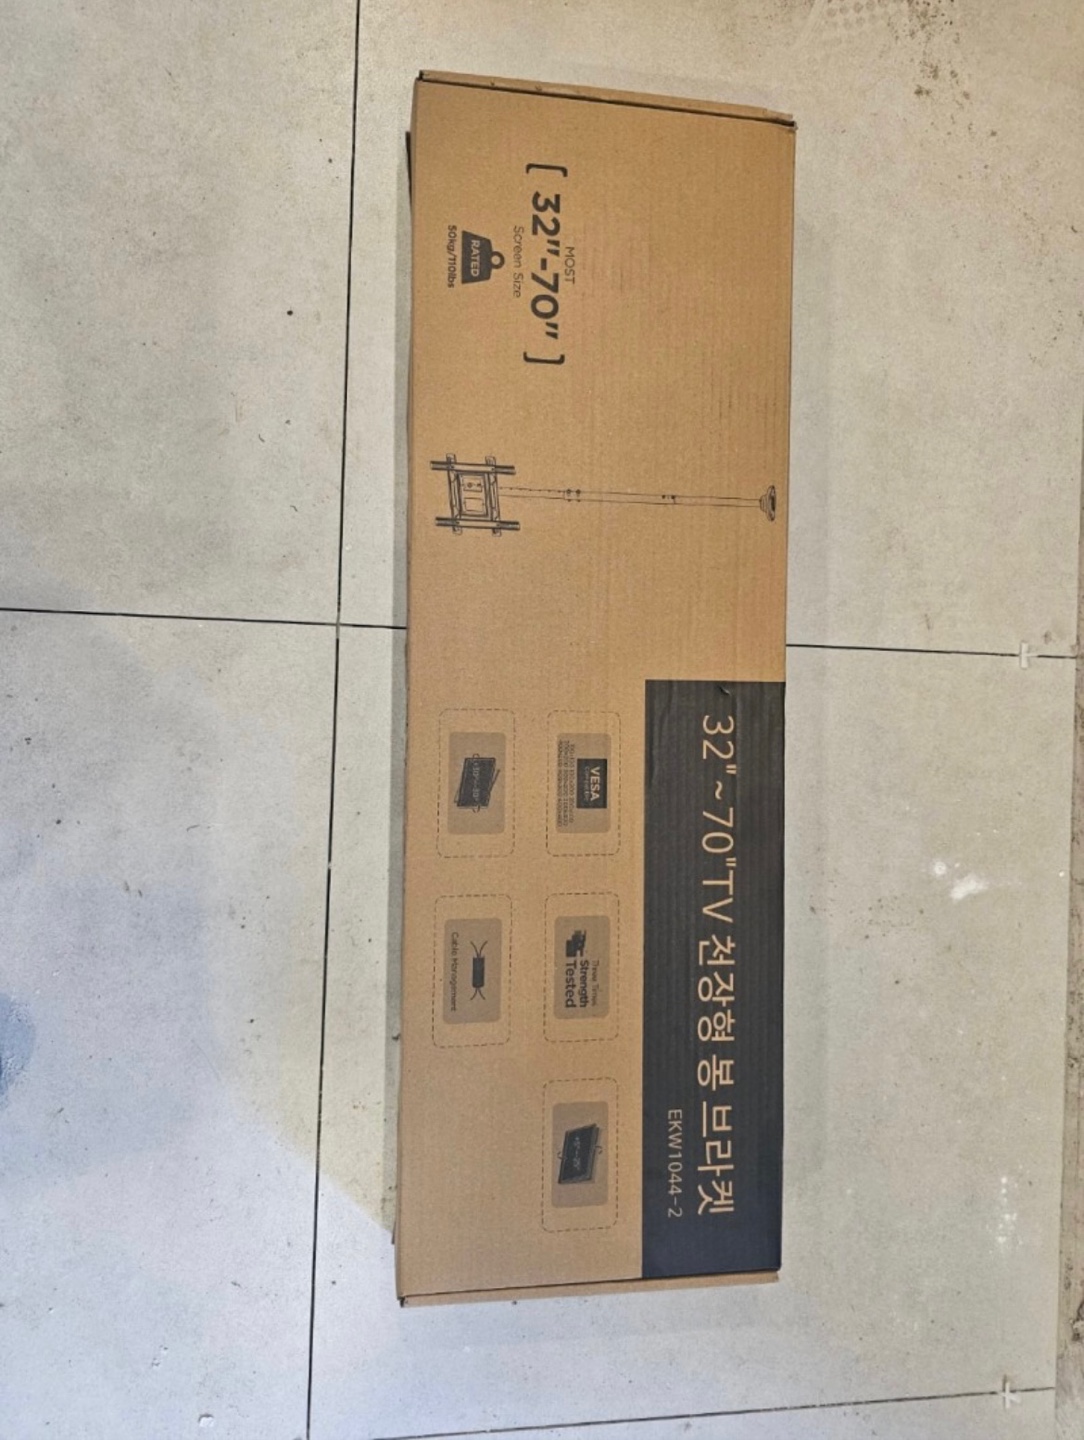 MOST
[ 32"-70" ]
Screen Size
RATED
50kg/110lbs
32"~70"TV 천장형 봉 브라켓
EKW1044-2
VESA
Three Times
Strength
Tested
Cable Management